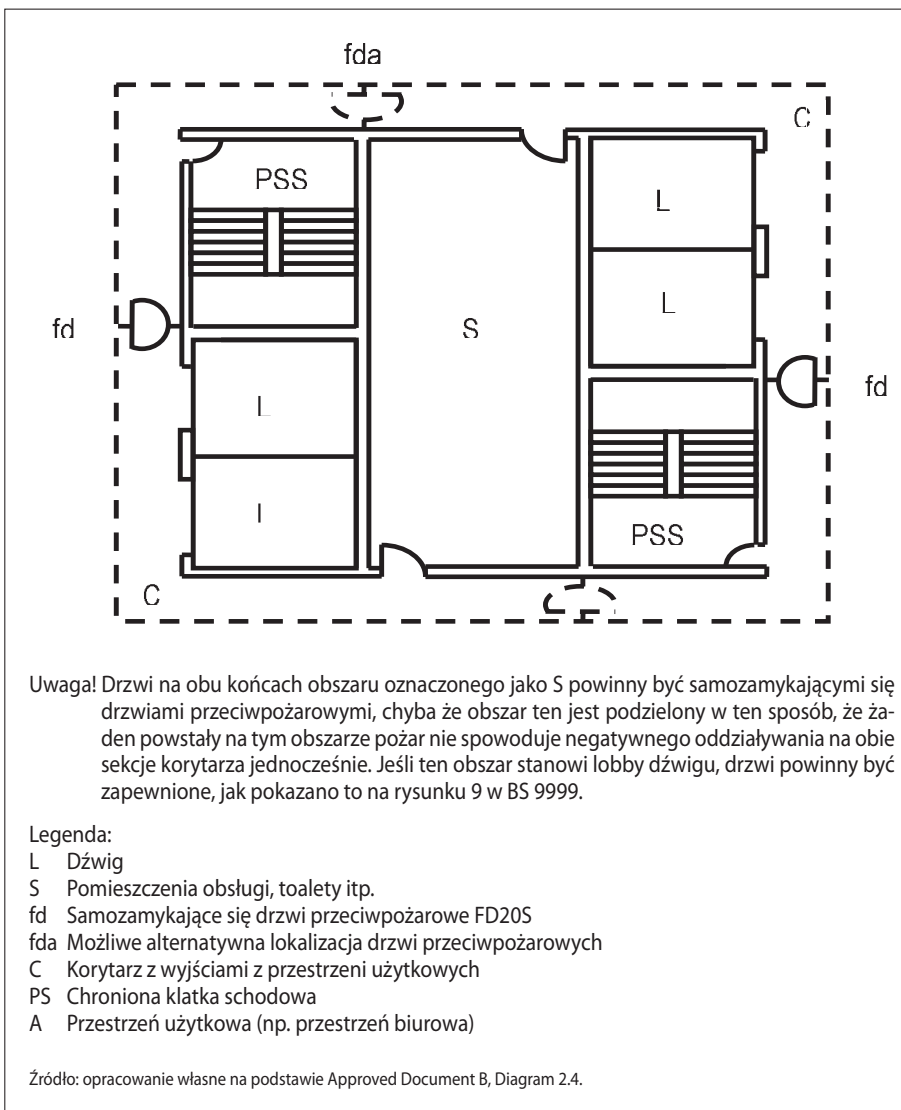 fda
C
PSS
L
L
fd
S
fd
L
I
PSS
C
Uwaga! Drzwi na obu końcach obszaru oznaczonego jako S powinny być samozamykającymi się
drzwiami przeciwpożarowymi, chyba że obszar ten jest podzielony w ten sposób, że ża-
den powstały na tym obszarze pożar nie spowoduje negatywnego oddziaływania na obie
sekcje korytarza jednocześnie. Jeśli ten obszar stanowi lobby dźwigu, drzwi powinny być
zapewnione, jak pokazano to na rysunku 9 w BS 9999.
Legenda:
L Dźwig
S Pomieszczenia obsługi, toalety itp.
fd Samozamykające się drzwi przeciwpożarowe FD20S
fda Możliwe alternatywna lokalizacja drzwi przeciwpożarowych
C Korytarz z wyjściami z przestrzeni użytkowych
PS Chroniona klatka schodowa
A Przestrzeń użytkowa (np. przestrzeń biurowa)
Źródło: opracowanie własne na podstawie Approved Document B, Diagram 2.4.